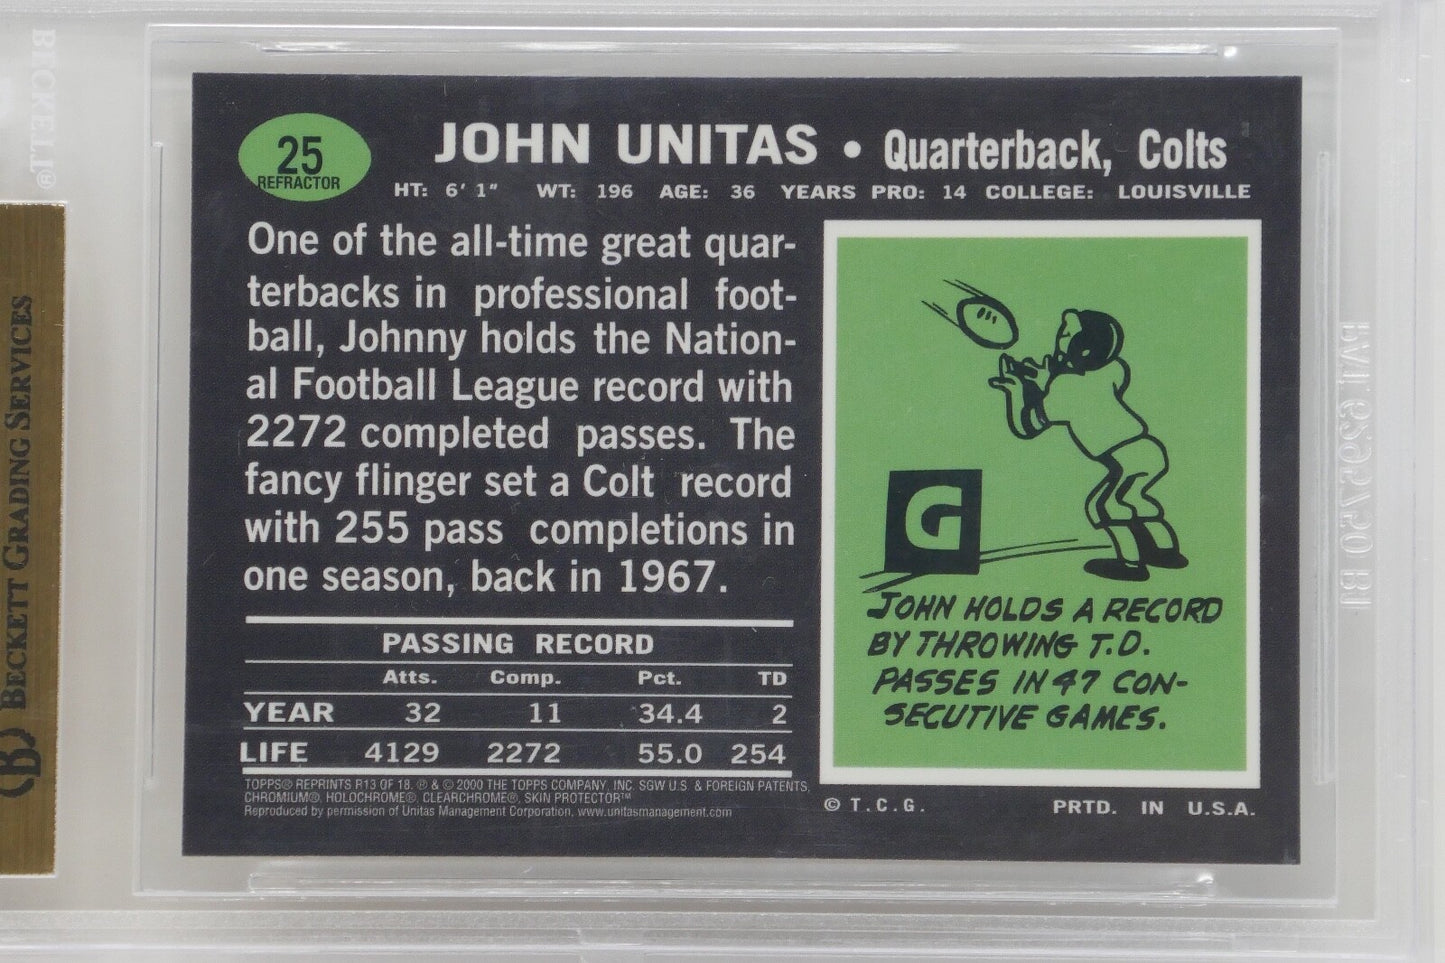 BECKETT®
BECKETT GRADING SERVICES
25
REFRACTOR
JOHN UNITAS • Quarterback, Colts
HT: 6' 1" WT: 196 AGE: 36 YEARS PRO: 14 COLLEGE: LOUISVILLE
One of the all-time great quar-
terbacks in professional foot-
ball, Johnny holds the Nation-
al Football League record with
2272 completed passes. The
fancy flinger set a Colt record
with 255 pass completions in
one season, back in 1967.
PASSING RECORD
Atts. Comp. Pct. TD
YEAR 32 11 34.4 2
LIFE 4129 2272 55.0 254
TOPPS® REPRINTS R13 OF 18. ℗ & © 2000 THE TOPPS COMPANY, INC. SGW U.S. & FOREIGN PATENTS,
CHROMIUM®, HOLOCHROME®, CLEARCHROME®, SKIN PROTECTOR™
Reproduced by permission of Unitas Management Corporation, www.unitasmanagement.com
G
JOHN HOLDS A RECORD
BY THROWING T.D.
PASSES IN 47 CON-
SECUTIVE GAMES.
© T.C.G. PRTD. IN U.S.A.